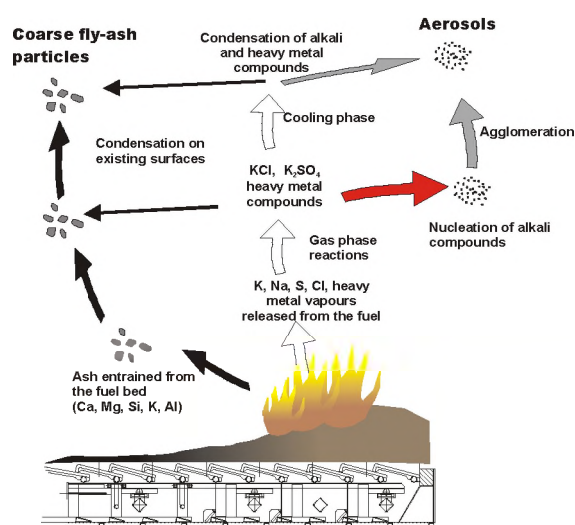 Coarse fly-ash
particles
Condensation of alkali
and heavy metal
compounds
Aerosols
Cooling phase
Agglomeration
Condensation on
existing surfaces
KCl, K₂SO₄
heavy metal
compounds
Nucleation of alkali
compounds
Gas phase
reactions
K, Na, S, Cl, heavy
metal vapours
released from the fuel
Ash entrained from
the fuel bed
(Ca, Mg, Si, K, Al)